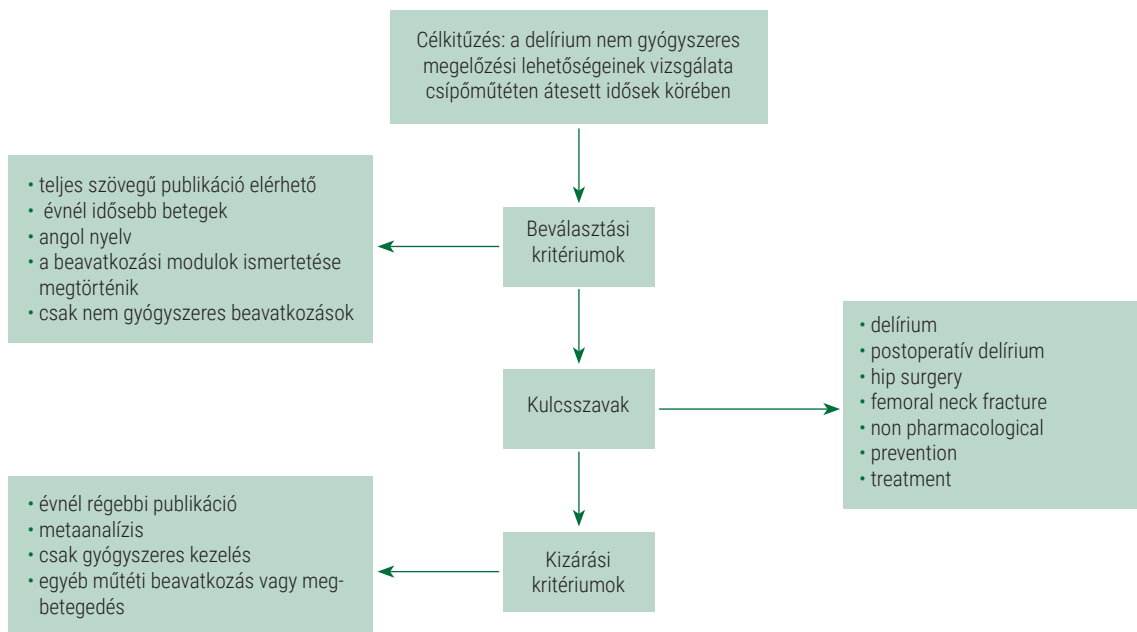 Célkitűzés: a delírium nem gyógyszeres
megelőzési lehetőségeinek vizsgálata
csípőműtéten átesett idősek körében
• teljes szövegű publikáció elérhető
• évnél idősebb betegek
• angol nyelv
• a beavatkozási modulok ismertetése
megtörténik
• csak nem gyógyszeres beavatkozások
Beválasztási
kritériumok
• delírium
• postoperatív delírium
• hip surgery
• femoral neck fracture
• non pharmacological
• prevention
• treatment
Kulcsszavak
• évnél régebbi publikáció
• metaanalízis
• csak gyógyszeres kezelés
• egyéb műtéti beavatkozás vagy meg-
betegedés
Kizárási
kritériumok